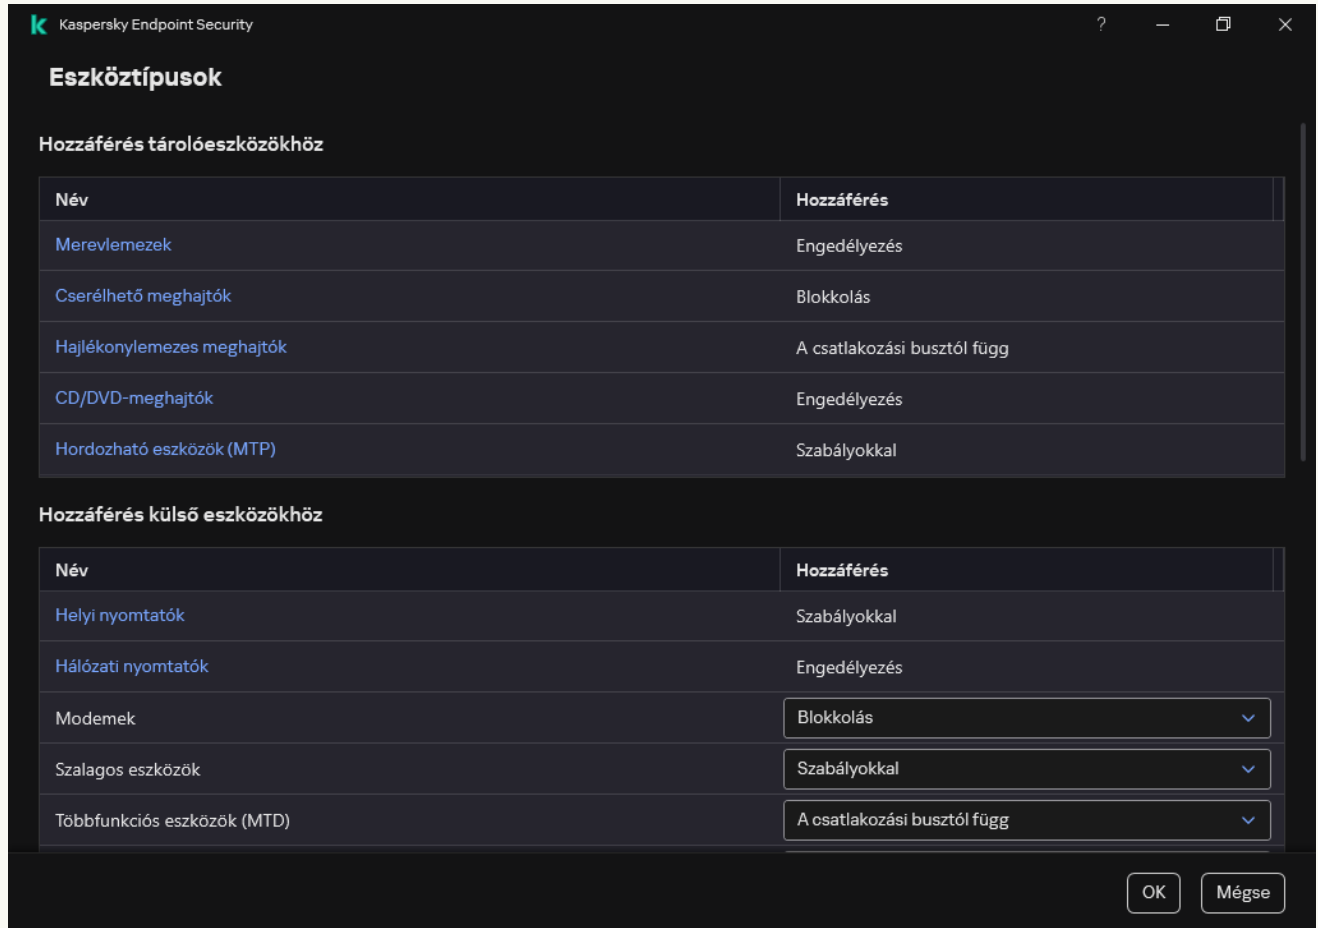 Kaspersky Endpoint Security ?
Eszköztípusok
Hozzáférés tárolóeszközökhöz
Név Hozzáférés
Merevlemezek Engedélyezés
Cserélhető meghajtók Blokkolás
Hajlékonylemezes meghajtók A csatlakozási busztól függ
CD/DVD-meghajtók Engedélyezés
Hordozható eszközök (MTP) Szabályokkal
Hozzáférés külső eszközökhöz
Név Hozzáférés
Helyi nyomtatók Szabályokkal
Hálózati nyomtatók Engedélyezés
Modemek Blokkolás
Szalagos eszközök Szabályokkal
Többfunkciós eszközök (MTD) A csatlakozási busztól függ
OK Mégse